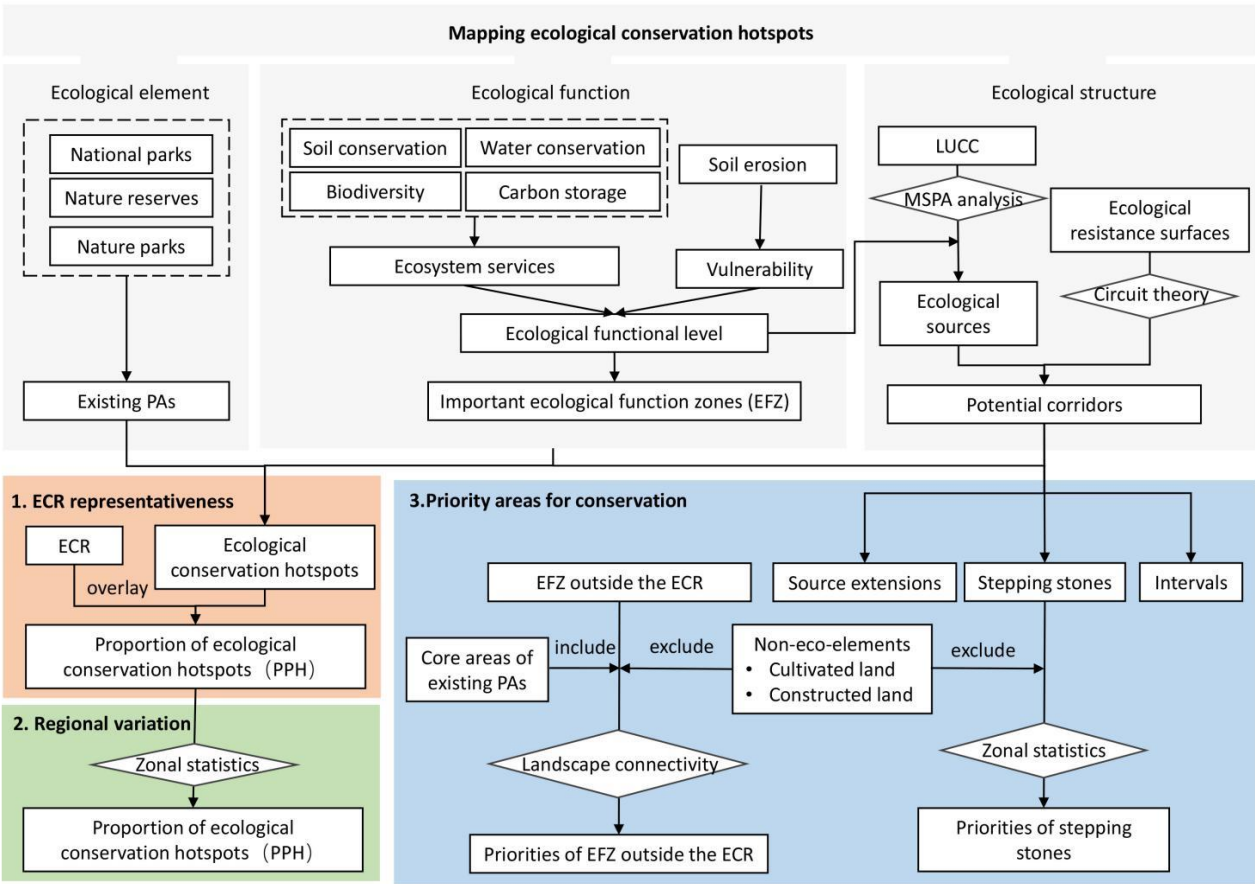 Mapping ecological conservation hotspots
Ecological element
National parks
Nature reserves
Nature parks
Existing PAs
Ecological function
Soil conservation
Water conservation
Biodiversity
Carbon storage
Soil erosion
Ecosystem services
Vulnerability
Ecological functional level
Important ecological function zones (EFZ)
Ecological structure
LUCC
MSPA analysis
Ecological
resistance surfaces
Ecological
sources
Circuit theory
Potential corridors
1. ECR representativeness
ECR
Ecological
conservation hotspots
overlay
Proportion of ecological
conservation hotspots（PPH）
2. Regional variation
Zonal statistics
Proportion of ecological
conservation hotspots（PPH）
3.Priority areas for conservation
EFZ outside the ECR
Source extensions
Stepping stones
Intervals
Core areas of
existing PAs
include
exclude
Non-eco-elements
• Cultivated land
• Constructed land
exclude
Landscape connectivity
Zonal statistics
Priorities of EFZ outside the ECR
Priorities of stepping
stones